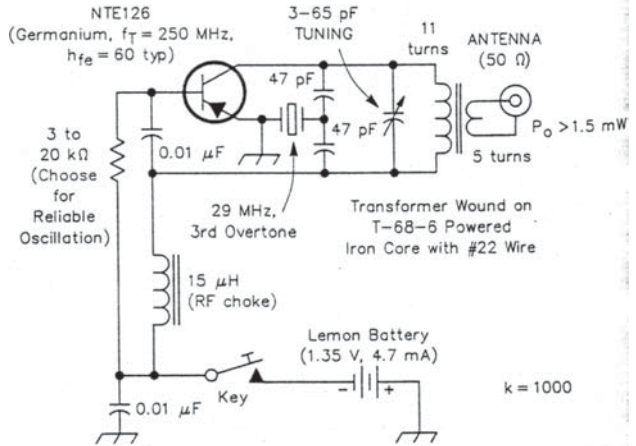 NTE126
(Germanium, fT = 250 MHz,
hfe = 60 typ)
3-65 pF
TUNING
11
turns
ANTENNA
(50 Ω)
47 pF
47 pF
Po >1.5 mW
5 turns
3 to
20 kΩ
(Choose
for
Reliable
Oscillation)
0.01 µF
29 MHz,
3rd Overtone
Transformer Wound on
T-68-6 Powered
Iron Core with #22 Wire
15 µH
(RF choke)
Lemon Battery
(1.35 V, 4.7 mA)
Key
- +
0.01 µF
k = 1000